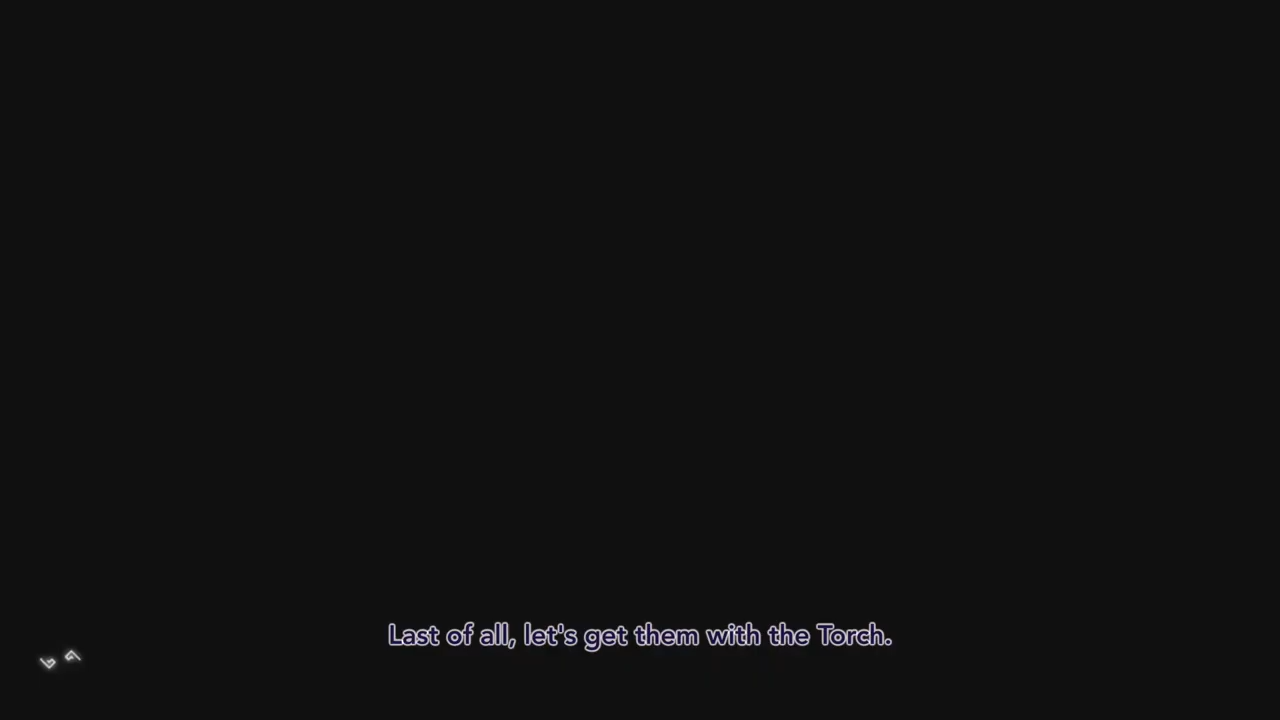 Last of all, let's get them with the Torch.